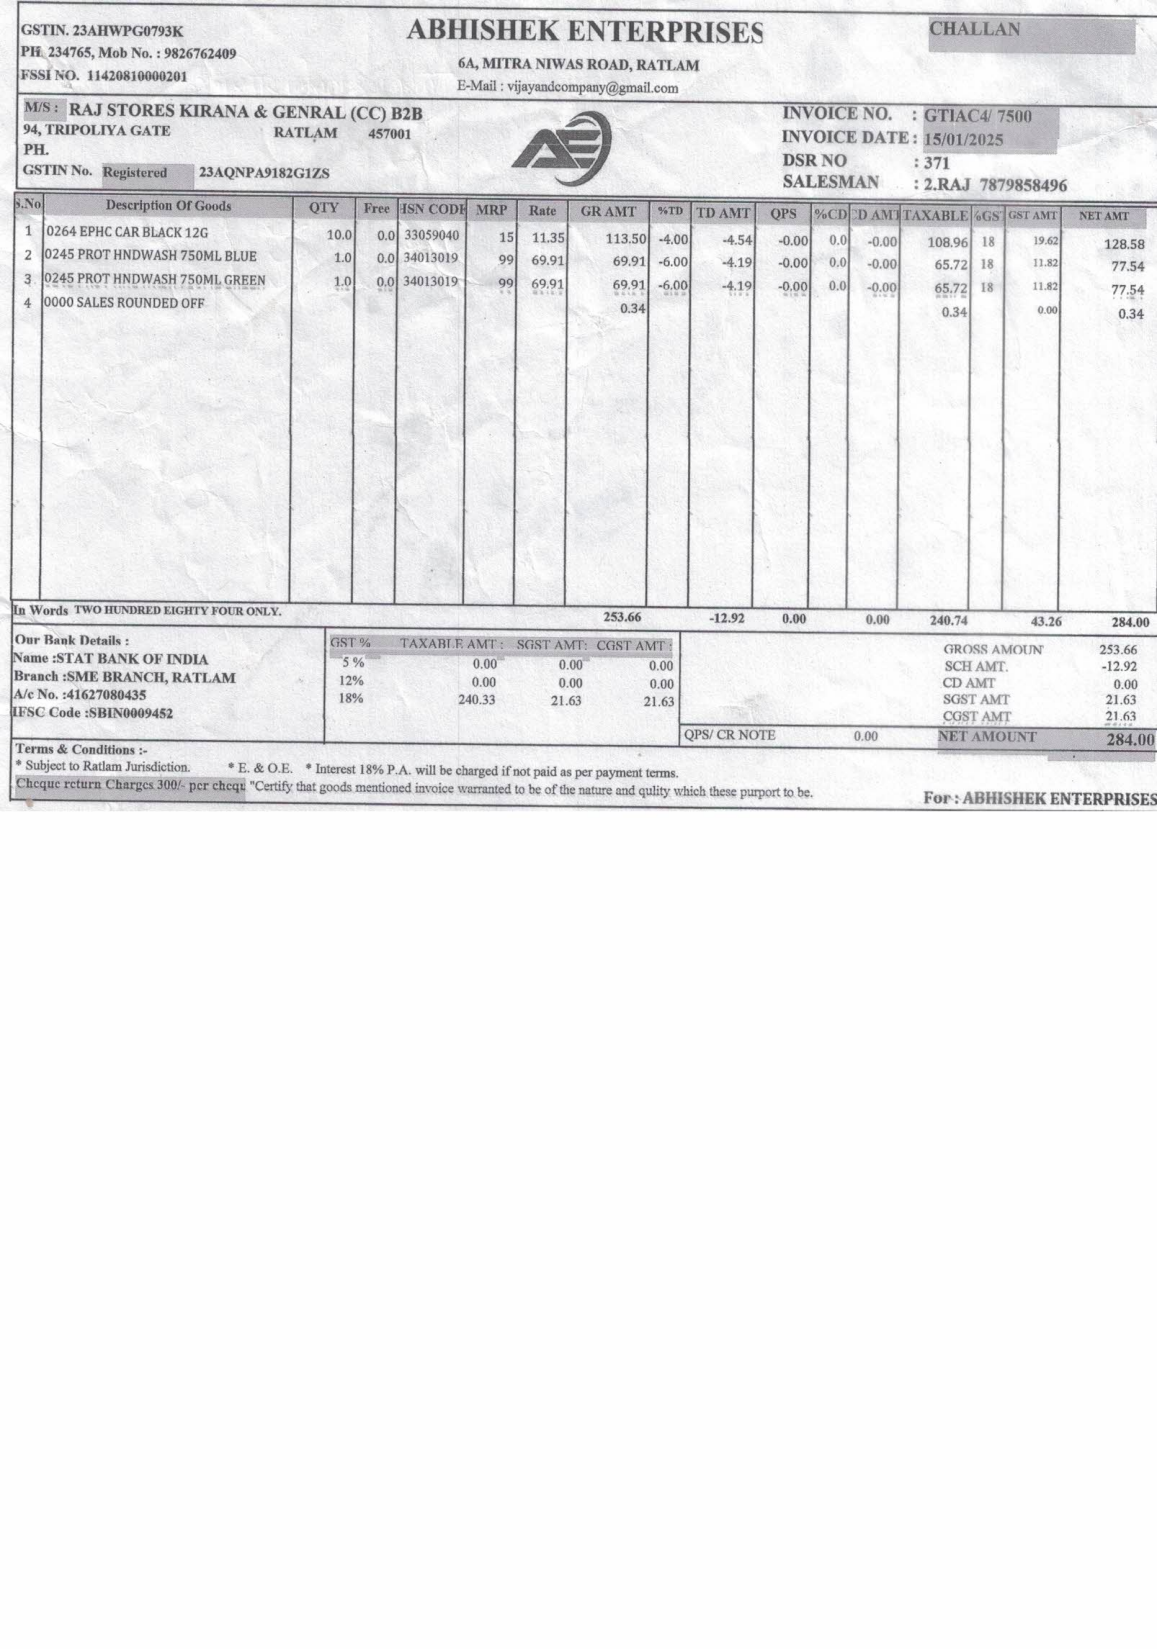 GSTIN. 23AHWPG0793K
PH. 234765, Mob No. : 9826762409
FSSI NO. 11420810000201
ABHISHEK ENTERPRISES
6A, MITRA NIWAS ROAD, RATLAM
E-Mail : vijayandcompany@gmail.com
CHALLAN
M/S : RAJ STORES KIRANA & GENRAL (CC) B2B
94, TRIPOLIYA GATE RATLAM 457001
PH.
GSTIN No. Registered 23AQNPA9182G1ZS
AE
INVOICE NO. : GTIAC4/ 7500
INVOICE DATE : 15/01/2025
DSR NO : 371
SALESMAN : 2.RAJ 7879858496
S.No Description Of Goods QTY Free HSN CODE MRP Rate GR AMT %TD TD AMT QPS %CD CD AMT TAXABLE %GS GST AMT NET AMT
1 0264 EPHC CAR BLACK 12G 10.0 0.0 33059040 15 11.35 113.50 -4.00 -4.54 -0.00 0.0 -0.00 108.96 18 19.62 128.58
2 0245 PROT HNDWASH 750ML BLUE 1.0 0.0 34013019 99 69.91 69.91 -6.00 -4.19 -0.00 0.0 -0.00 65.72 18 11.82 77.54
3 0245 PROT HNDWASH 750ML GREEN 1.0 0.0 34013019 99 69.91 69.91 -6.00 -4.19 -0.00 0.0 -0.00 65.72 18 11.82 77.54
4 0000 SALES ROUNDED OFF 0.34 0.34 0.00 0.34
In Words TWO HUNDRED EIGHTY FOUR ONLY. 253.66 -12.92 0.00 0.00 240.74 43.26 284.00
Our Bank Details :
Name :STAT BANK OF INDIA
Branch :SME BRANCH, RATLAM
A/c No. :41627080435
IFSC Code :SBIN0009452
GST % TAXABLE AMT : SGST AMT: CGST AMT :
5 % 0.00 0.00 0.00
12% 0.00 0.00 0.00
18% 240.33 21.63 21.63
GROSS AMOUN 253.66
SCH AMT. -12.92
CD AMT 0.00
SGST AMT 21.63
CGST AMT 21.63
QPS/ CR NOTE 0.00 NET AMOUNT 284.00
Terms & Conditions :-
* Subject to Ratlam Jurisdiction. * E. & O.E. * Interest 18% P.A. will be charged if not paid as per payment terms.
Cheque return Charges 300/- per chequ "Certify that goods mentioned invoice warranted to be of the nature and qulity which these purport to be.
For : ABHISHEK ENTERPRISES